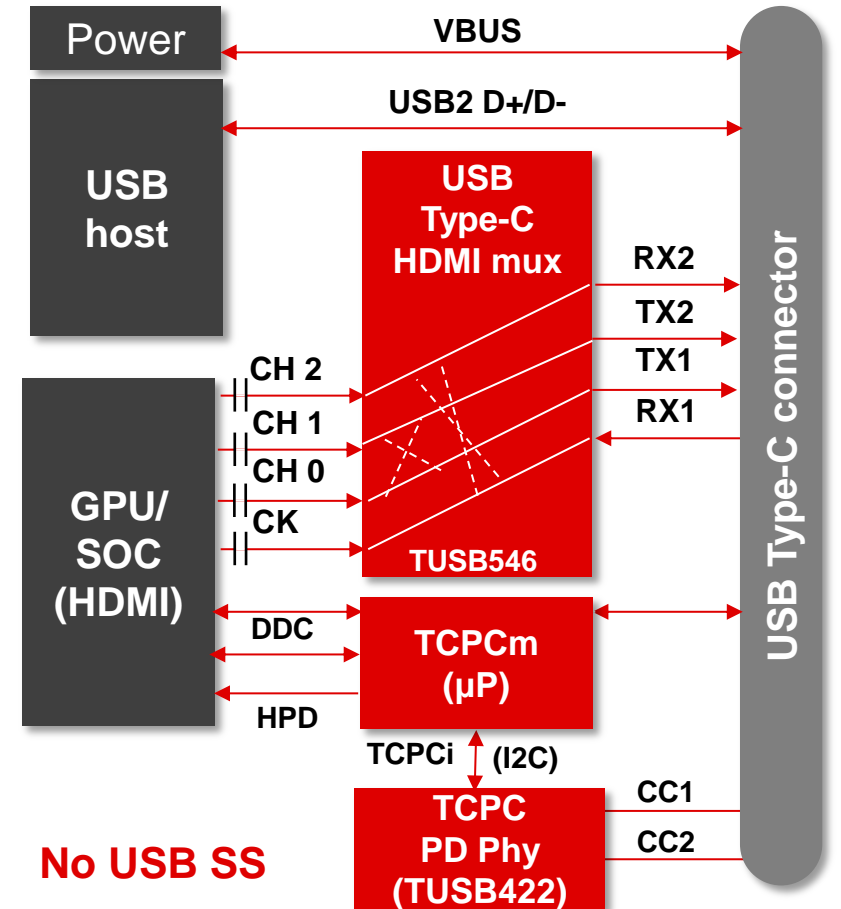 Power
VBUS
USB2 D+/D-
USB
host
USB
Type-C
HDMI mux
RX2
TX2
TX1
RX1
CH 2
CH 1
CH 0
CK
TUSB546
GPU/
SOC
(HDMI)
DDC
HPD
TCPCm
(µP)
TCPCi
(I2C)
TCPC
PD Phy
(TUSB422)
CC1
CC2
USB Type-C connector
No USB SS